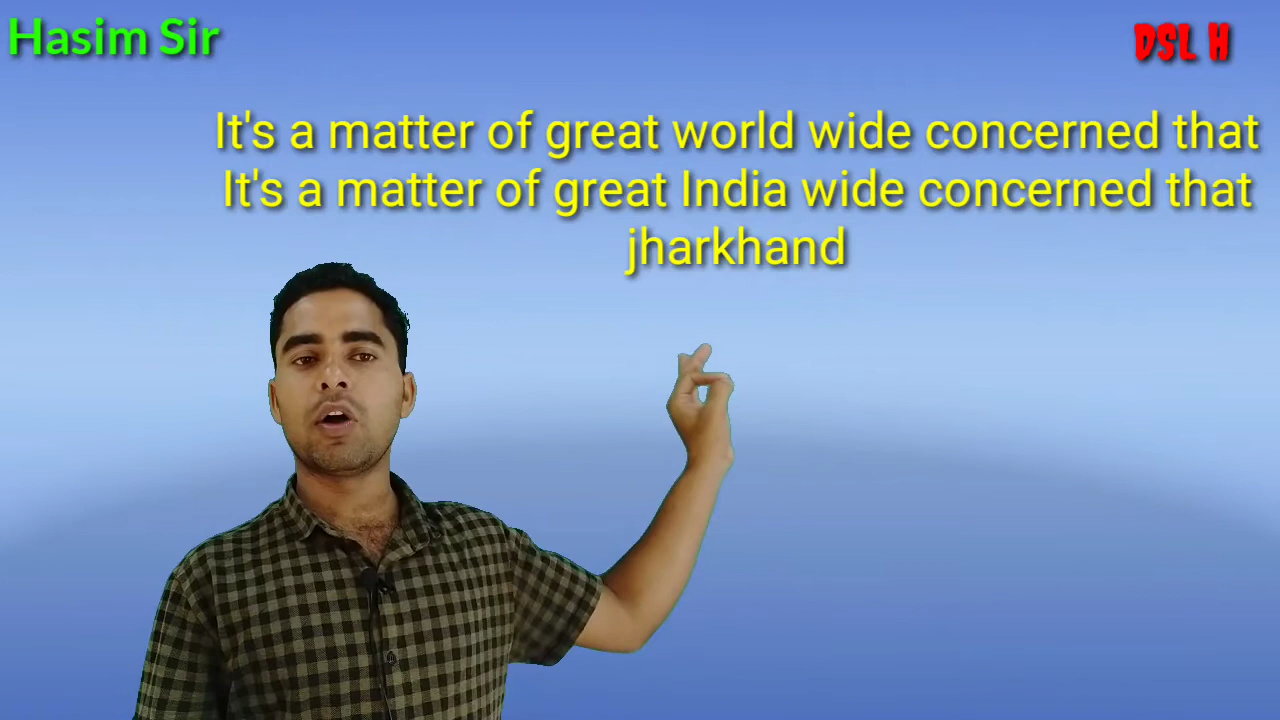 Hasim Sir
DSL H
It's a matter of great world wide concerned that
It's a matter of great India wide concerned that
jharkhand